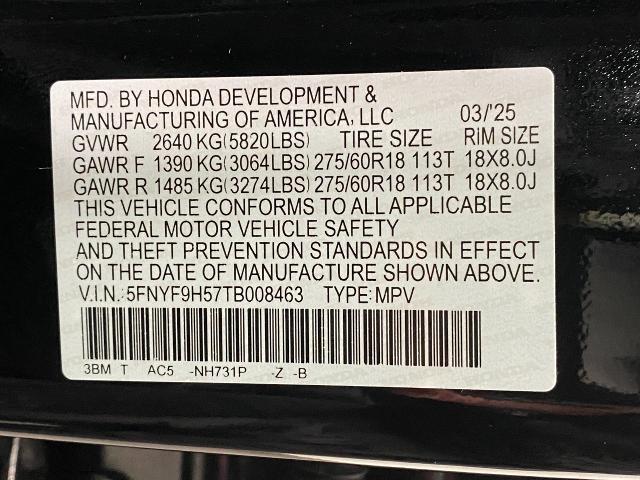 MFD. BY HONDA DEVELOPMENT &
MANUFACTURING OF AMERICA, LLC 03/'25
GVWR 2640 KG(5820LBS) TIRE SIZE RIM SIZE
GAWR F 1390 KG(3064LBS) 275/60R18 113T 18X8.0J
GAWR R 1485 KG(3274LBS) 275/60R18 113T 18X8.0J
THIS VEHICLE CONFORMS TO ALL APPLICABLE
FEDERAL MOTOR VEHICLE SAFETY
AND THEFT PREVENTION STANDARDS IN EFFECT
ON THE DATE OF MANUFACTURE SHOWN ABOVE.
V.I.N.:5FNYF9H57TB008463 TYPE:MPV
3BM T AC5 -NH731P -Z -B